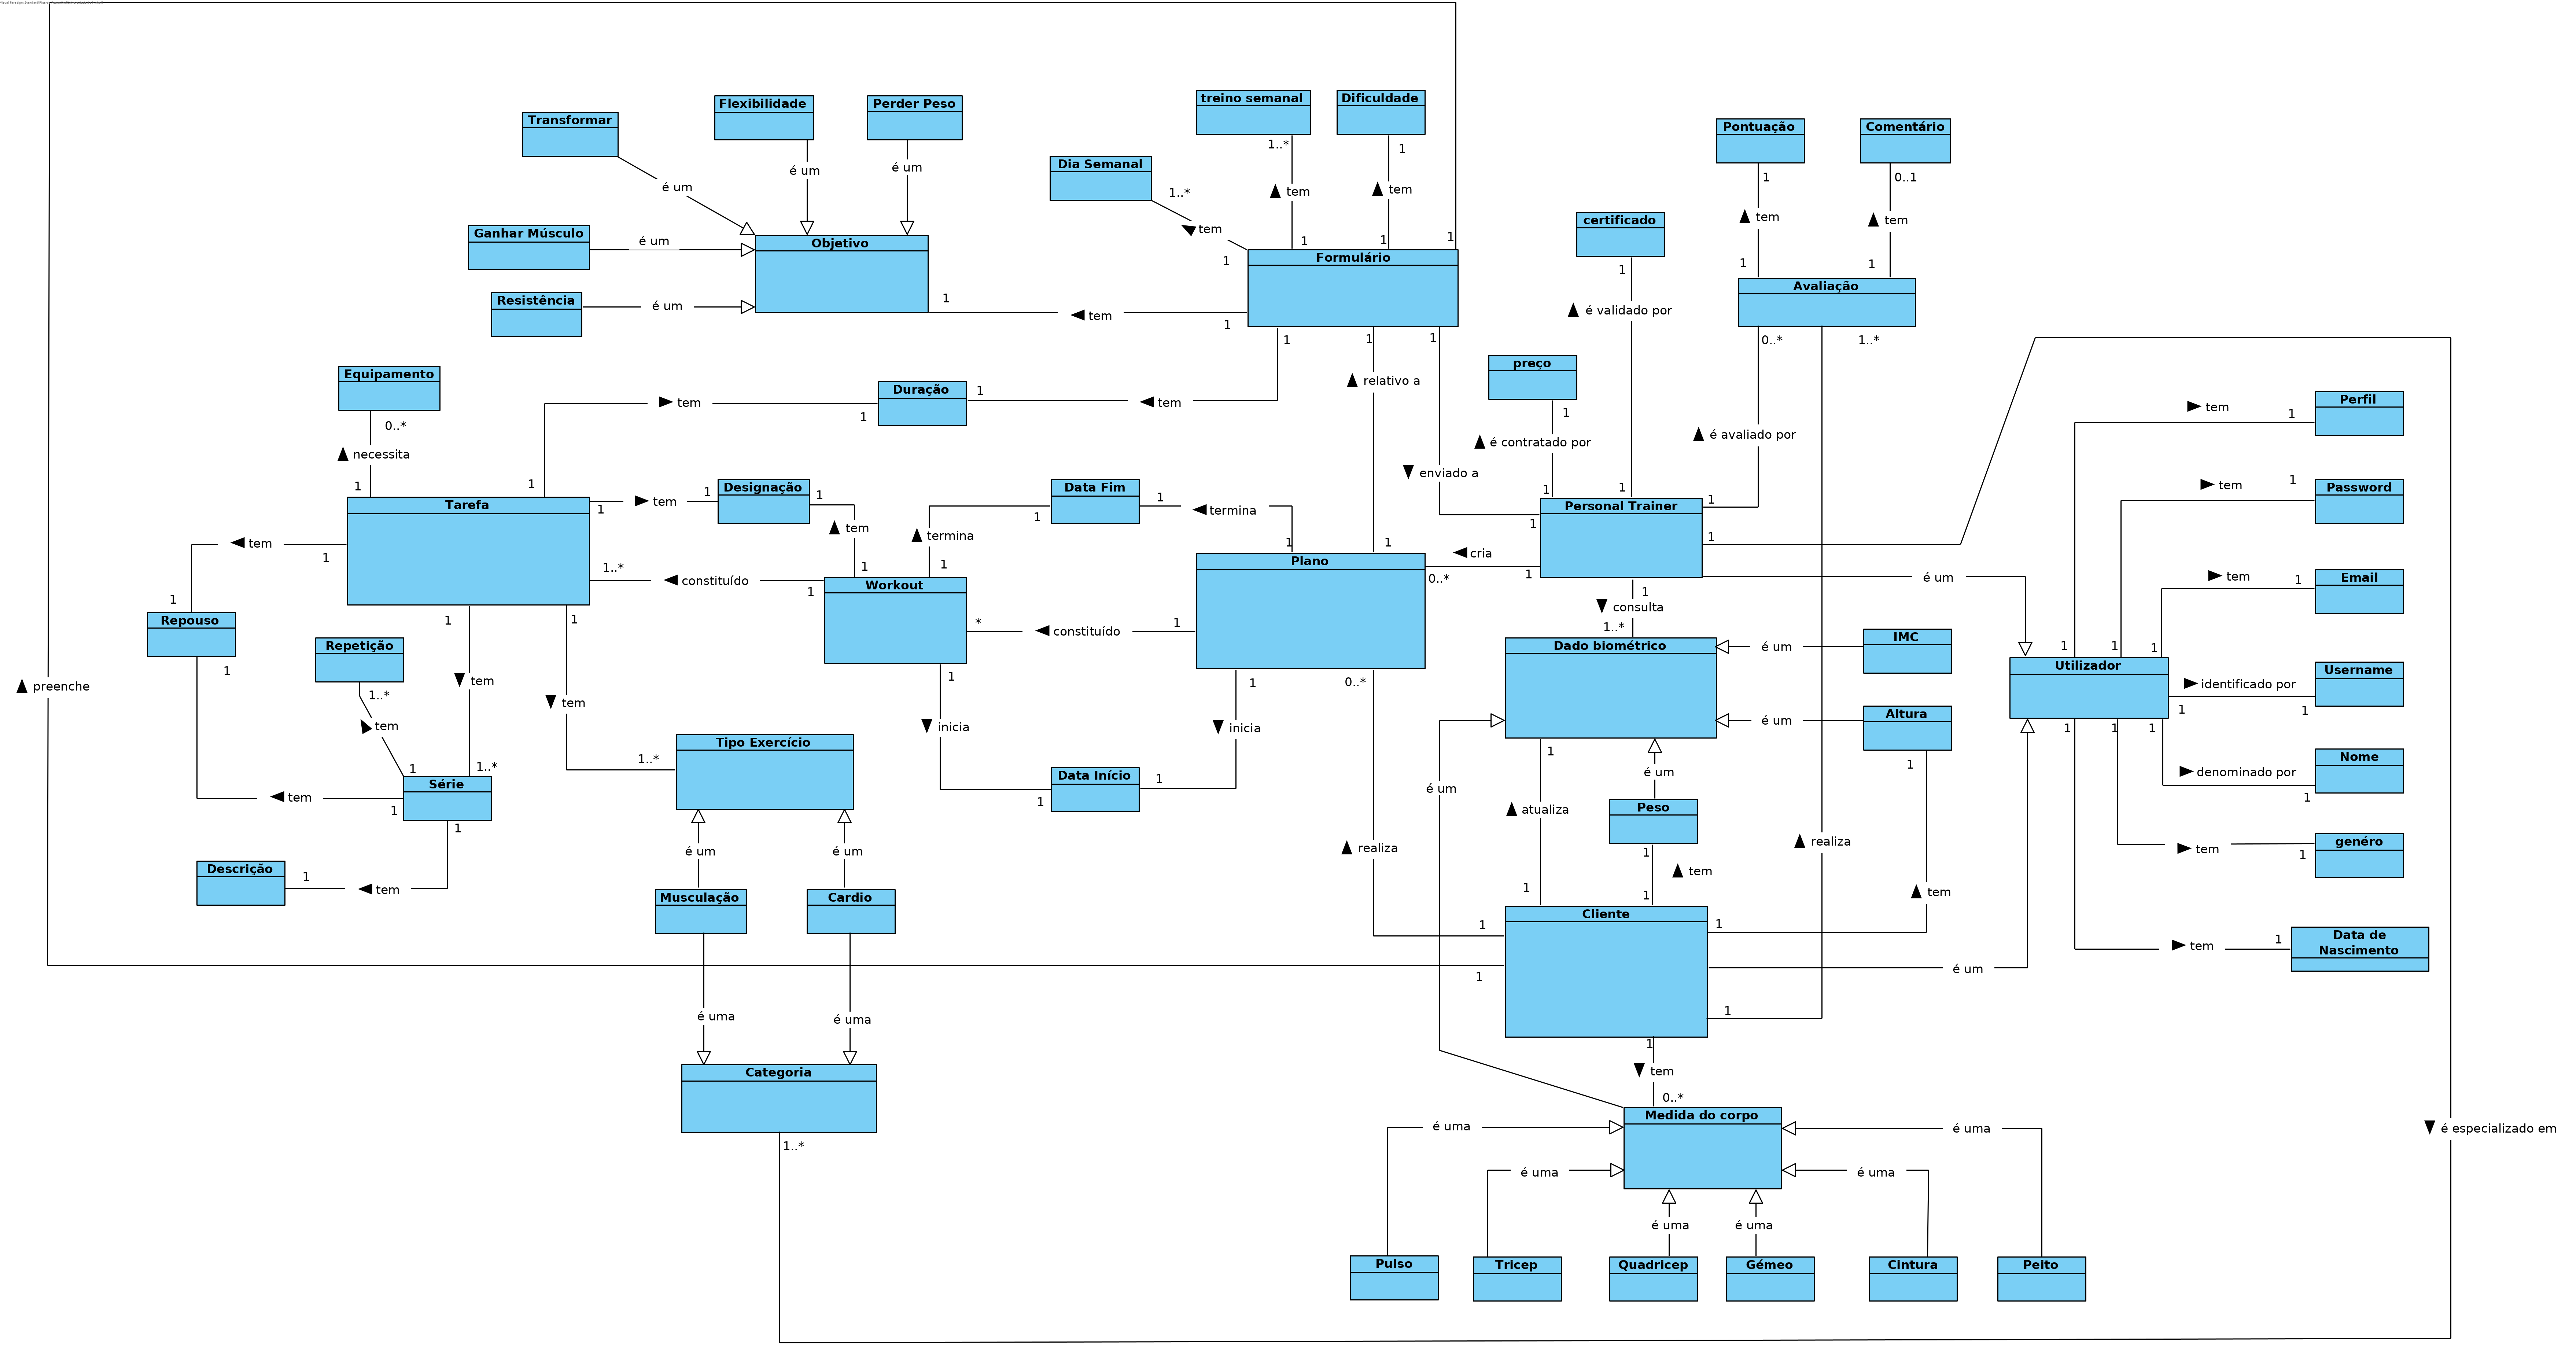 Flexibilidade
Perder Peso
Transformar
treino semanal
Dificuldade
Pontuação
Comentário
é um
é um
é um
Dia Semanal
1..*
1
1
0..1
1..*
tem
tem
tem
tem
tem
certificado
Ganhar Músculo
é um
Objetivo
1
1
1
1
Formulário
1
1
1
Avaliação
Resistência
é um
1
tem
1
é validado por
1
1
1
0..*
1..*
Equipamento
0..*
necessita
1
Duração
1
1
tem
tem
relativo a
preço
1
é contratado por
é avaliado por
enviado a
Perfil
tem
1
Password
tem
1
Email
tem
1
Username
identificado por
1
1
Nome
denominado por
1
genéro
tem
1
Data de
Nascimento
tem
1
Tarefa
1
1
tem
1
Designação
1
tem
1
Data Fim
1
1
termina
termina
1
1
1
Personal Trainer
1
1
1
1
1
cria
1
0..*
é um
Plano
Workout
1..*
constituído
1
*
constituído
1
tem
1
1
Repouso
1
Repetição
1..*
tem
1
1
tem
1..*
1
tem
1..*
Série
1
1
tem
Descrição
1
tem
Tipo Exercício
é um
é um
Musculação
Cardio
é uma
é uma
Categoria
1..*
1
inicia
1
inicia
Data Início
1
1
1
consulta
1..*
Dado biométrico
é um
IMC
é um
Altura
1
Utilizador
1
1
1
1
1
1
preenche
0..*
realiza
1
é um
1
atualiza
1
é um
Peso
1
tem
1
realiza
tem
1
Cliente
1
é um
1
1
tem
0..*
Medida do corpo
é uma
é uma
é uma
é uma
é uma
é uma
Pulso
Tricep
Quadricep
Gémeo
Cintura
Peito
é especializado em